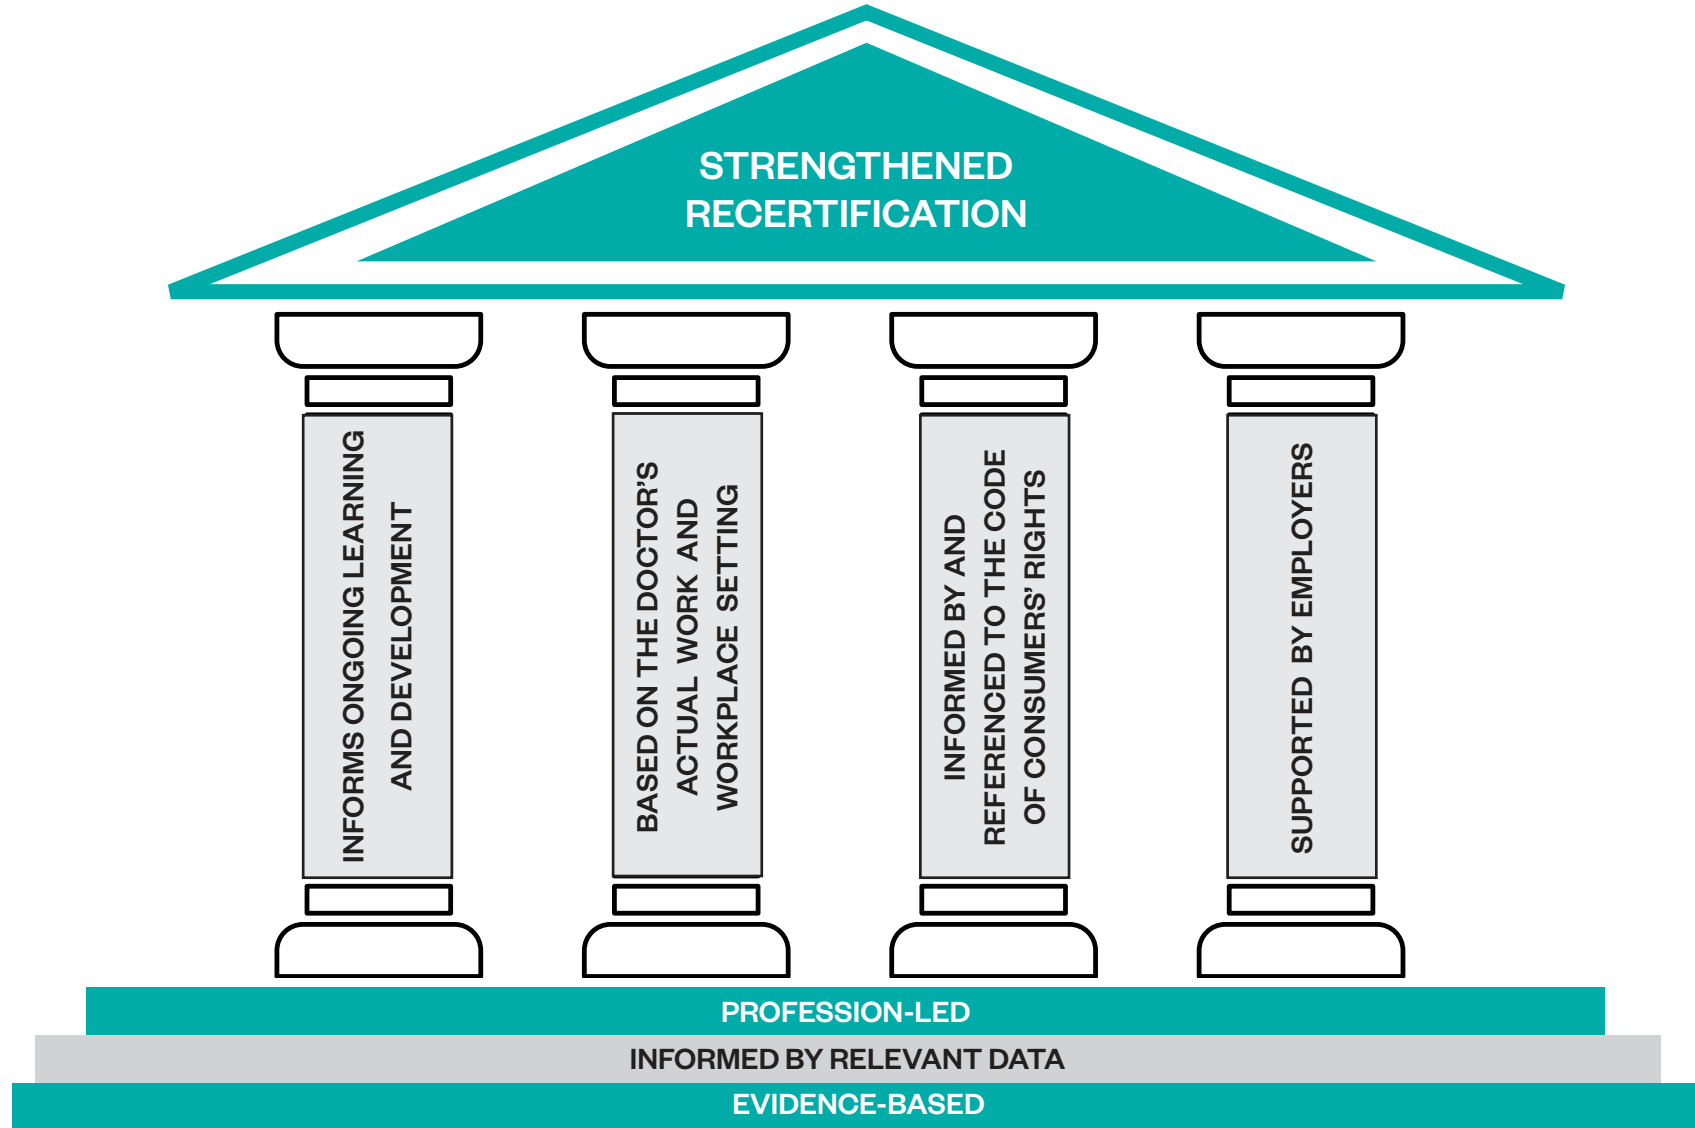 STRENGTHENED
RECERTIFICATION
INFORMS ONGOING LEARNING
AND DEVELOPMENT
BASED ON THE DOCTOR’S
ACTUAL WORK AND
WORKPLACE SETTING
INFORMED BY AND
REFERENCED TO THE CODE
OF CONSUMERS’ RIGHTS
SUPPORTED BY EMPLOYERS
PROFESSION-LED
INFORMED BY RELEVANT DATA
EVIDENCE-BASED